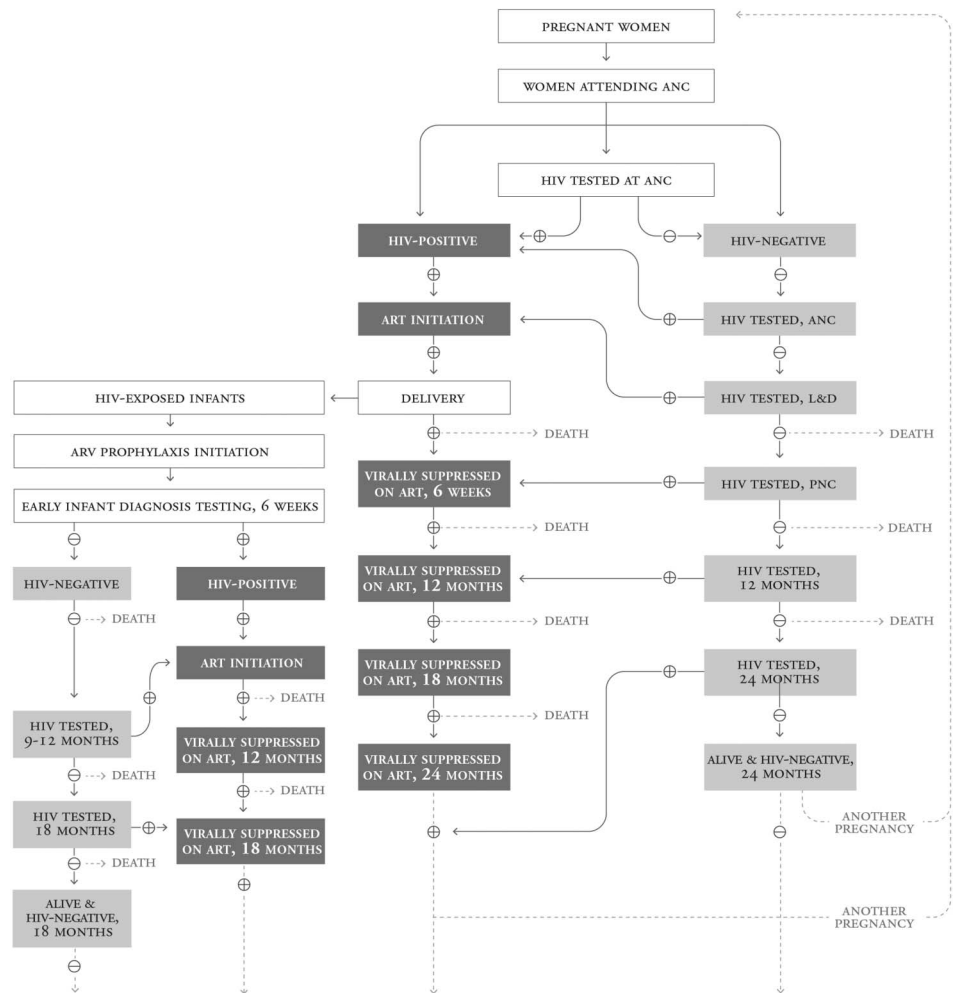 PREGNANT WOMEN
WOMEN ATTENDING ANC
HIV TESTED AT ANC
HIV-POSITIVE
HIV-NEGATIVE
ART INITIATION
HIV TESTED, ANC
HIV-EXPOSED INFANTS
DELIVERY
HIV TESTED, L&D
DEATH
DEATH
ARV PROPHYLAXIS INITIATION
VIRALLY SUPPRESSED
ON ART, 6 WEEKS
HIV TESTED, PNC
EARLY INFANT DIAGNOSIS TESTING, 6 WEEKS
DEATH
DEATH
HIV-NEGATIVE
HIV-POSITIVE
VIRALLY SUPPRESSED
ON ART, 12 MONTHS
HIV TESTED,
12 MONTHS
DEATH
DEATH
DEATH
ART INITIATION
VIRALLY SUPPRESSED
ON ART, 18 MONTHS
HIV TESTED,
24 MONTHS
DEATH
DEATH
HIV TESTED,
9-12 MONTHS
VIRALLY SUPPRESSED
ON ART, 12 MONTHS
VIRALLY SUPPRESSED
ON ART, 24 MONTHS
ALIVE & HIV-NEGATIVE,
24 MONTHS
DEATH
DEATH
HIV TESTED,
18 MONTHS
VIRALLY SUPPRESSED
ON ART, 18 MONTHS
ANOTHER
PREGNANCY
DEATH
ALIVE &
HIV-NEGATIVE,
18 MONTHS
ANOTHER
PREGNANCY